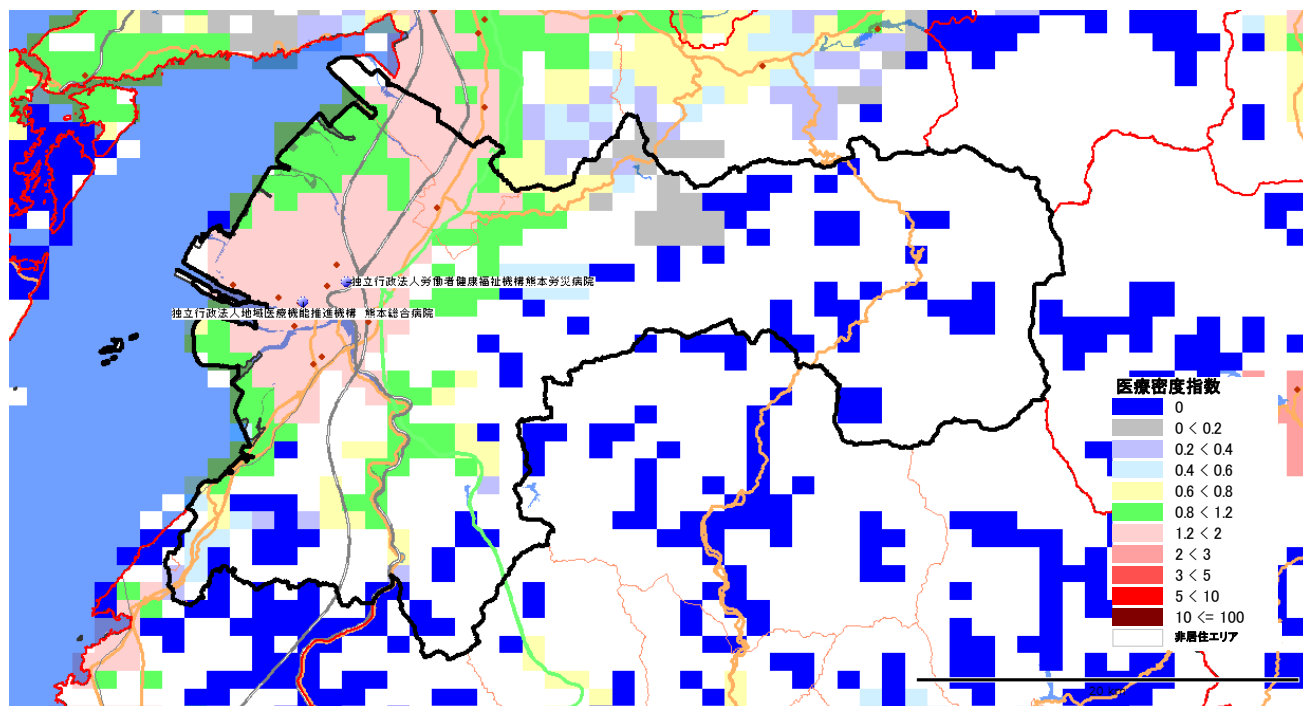 独立行政法人労働者健康福祉機構熊本労災病院
独立行政法人地域医療機能推進機構 熊本総合病院
医療密度指数
0
0 < 0.2
0.2 < 0.4
0.4 < 0.6
0.6 < 0.8
0.8 < 1.2
1.2 < 2
2 < 3
3 < 5
5 < 10
10 <= 100
非居住エリア